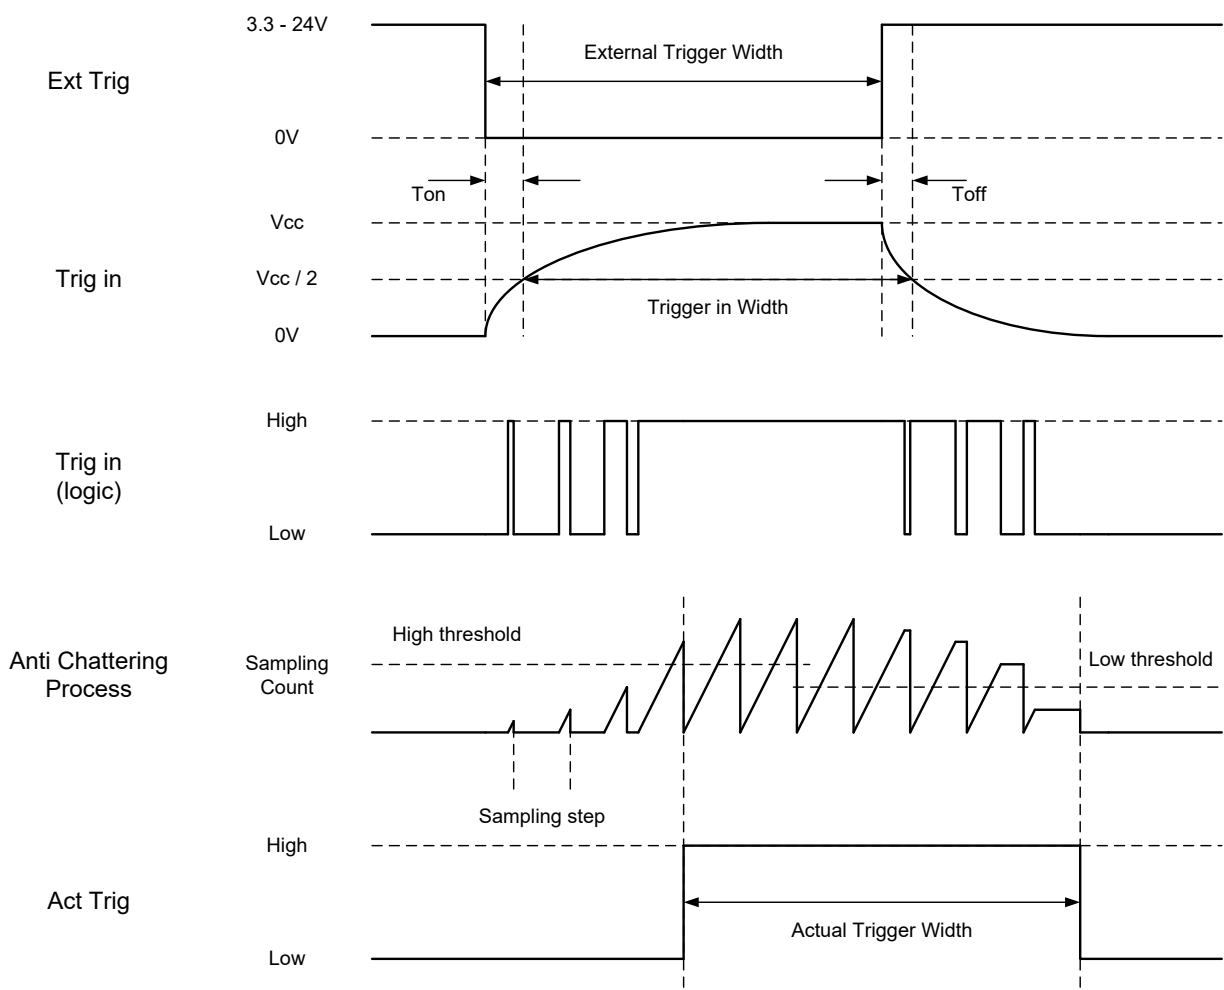 3.3 - 24V
External Trigger Width
Ext Trig
0V
Ton
Toff
Vcc
Trig in
Vcc / 2
Trigger in Width
0V
High
Trig in
(logic)
Low
High threshold
Anti Chattering
Process
Sampling
Count
Low threshold
Sampling step
High
Act Trig
Actual Trigger Width
Low